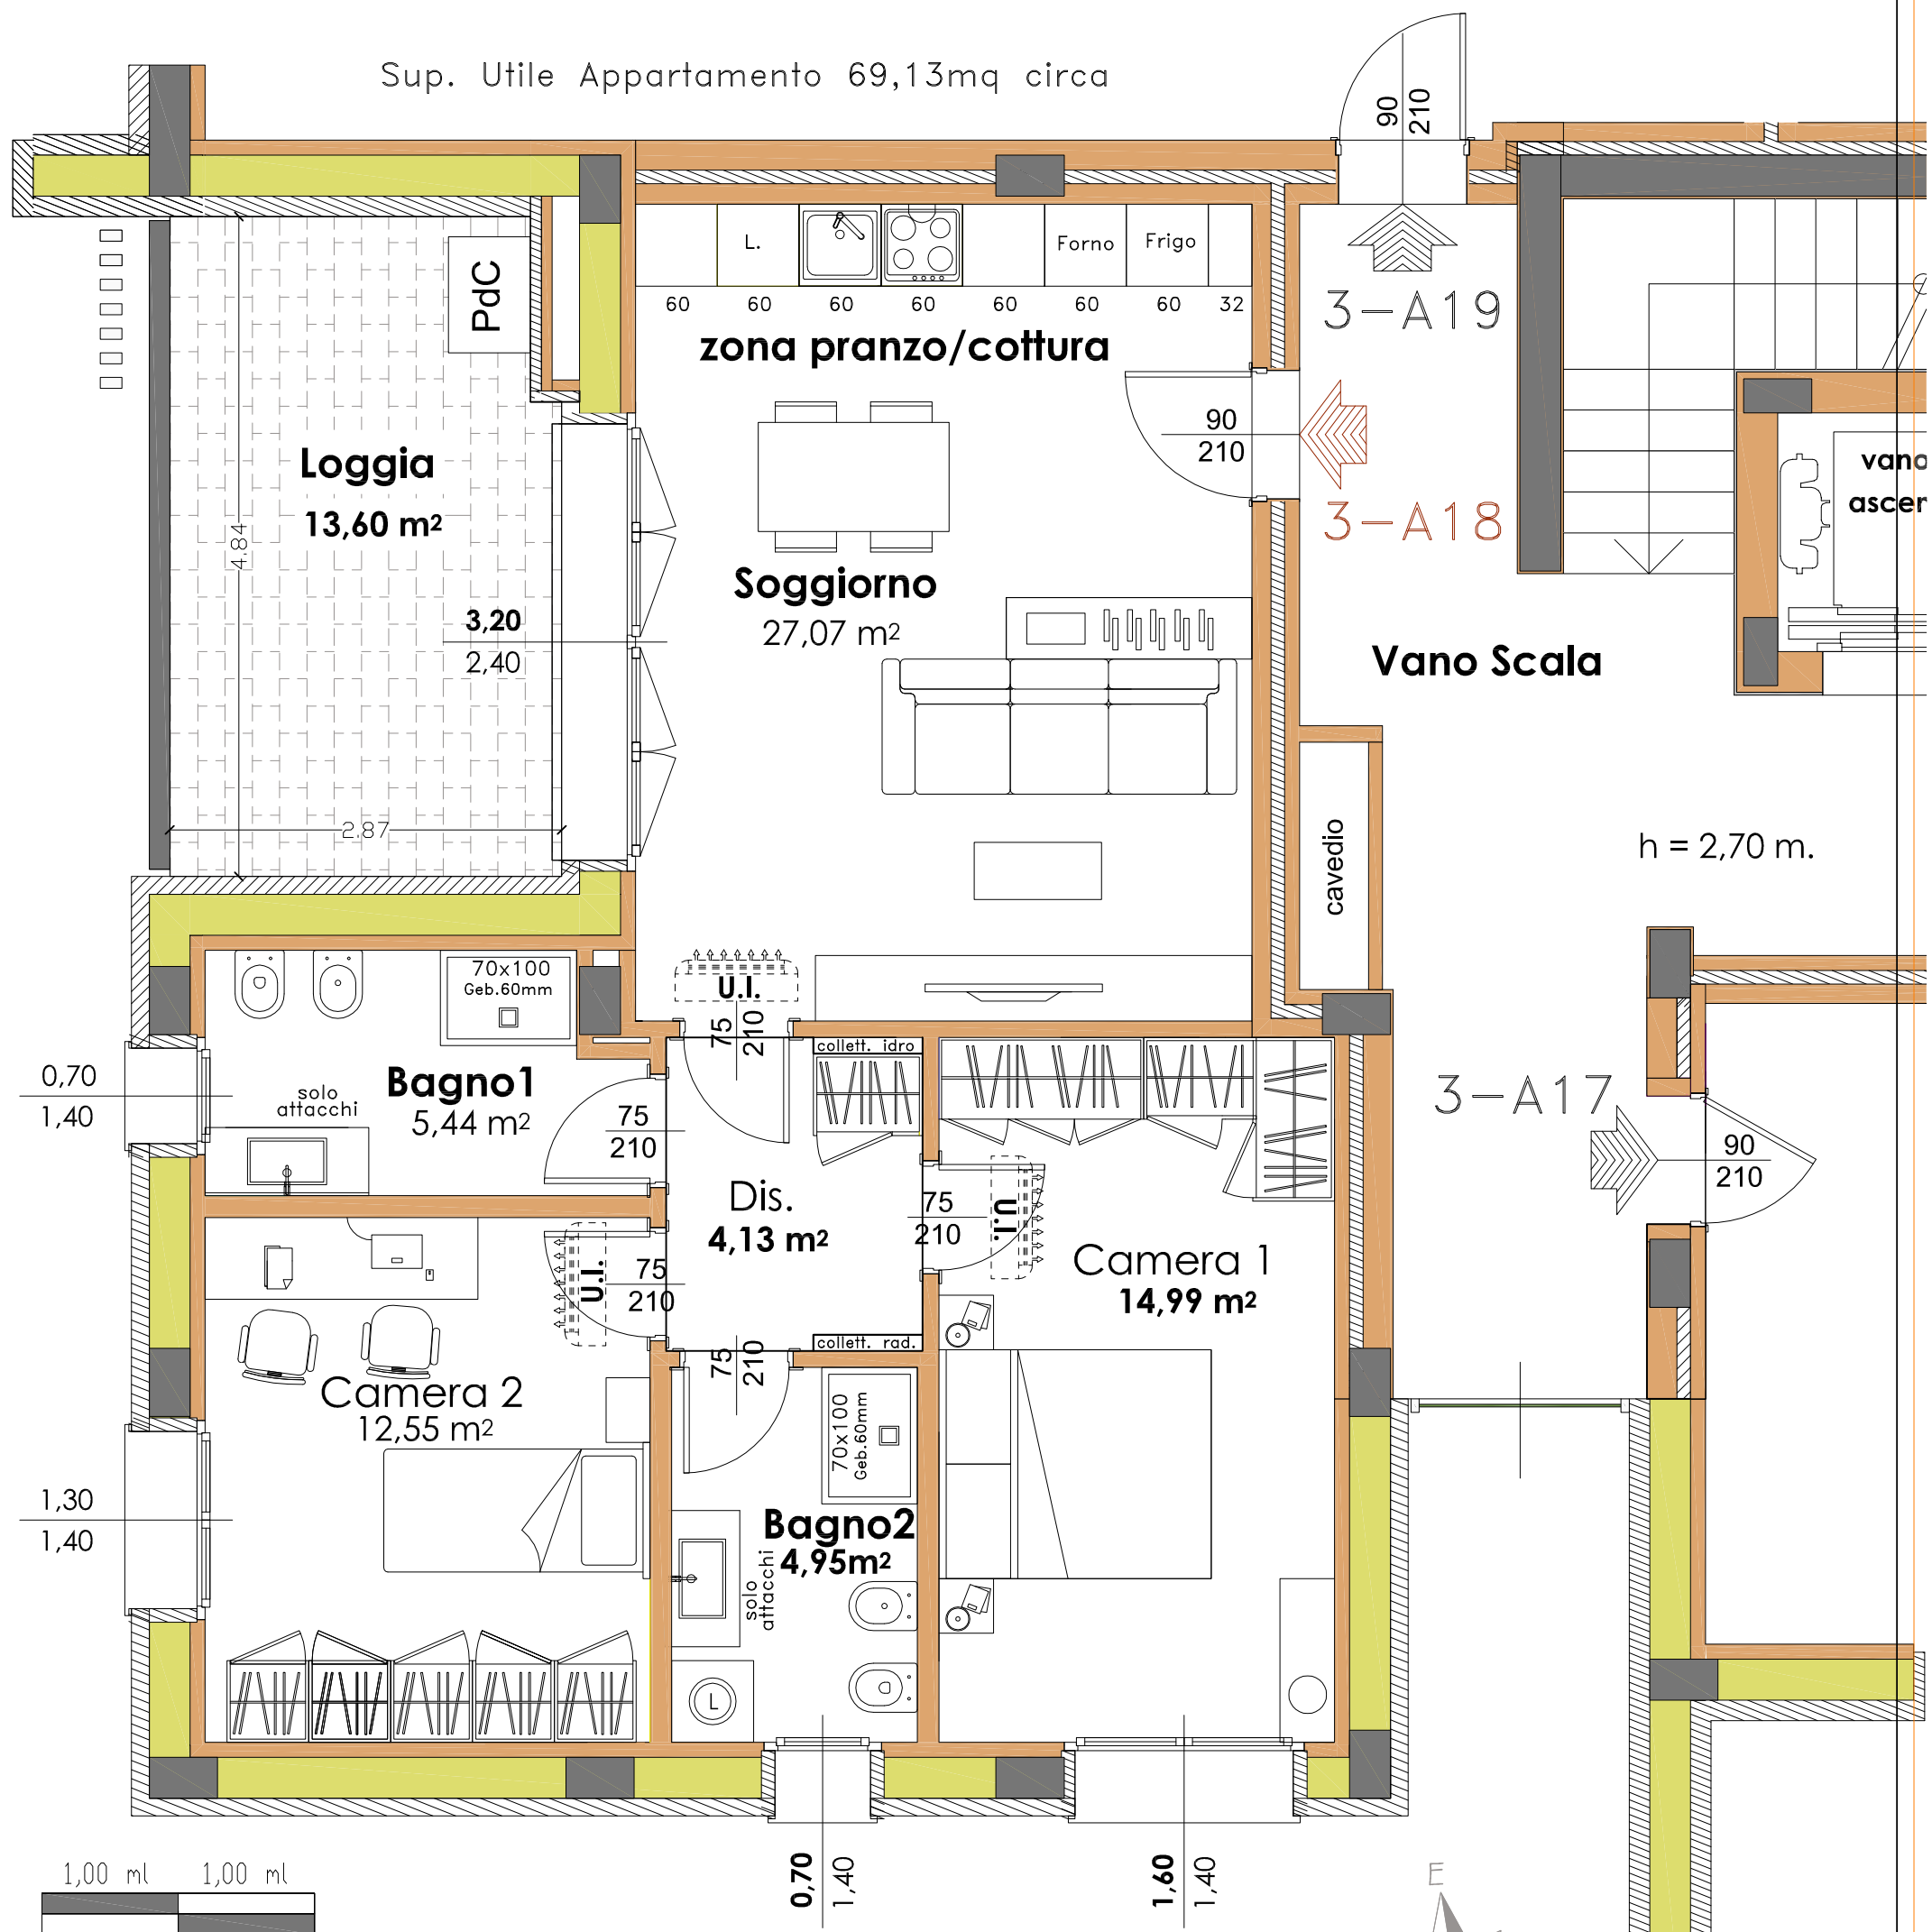 Sup. Utile Appartamento 69,13mq circa
90
210
L.
Forno
Frigo
60
60
60
60
60
60
60
32
PdC
zona pranzo/cottura
3-A19
90
210
3-A18
Loggia
13,60 m²
4.84
3,20
2,40
2.87
Soggiorno
27,07 m²
Vano Scala
cavedio
h = 2,70 m.
70x100
Geb.60mm
U.I.
75
210
collett. idro
0,70
1,40
solo
attacchi
Bagno1
5,44 m²
75
210
Dis.
4,13 m²
75
210
U.I.
Camera 1
14,99 m²
3-A17
90
210
U.I.
75
210
collett. rad.
75
210
Camera 2
12,55 m²
70x100
Geb.60mm
1,30
1,40
Bagno2
4,95m²
solo
attacchi
L
0,70
1,40
1,60
1,40
1,00 ml
1,00 ml
E